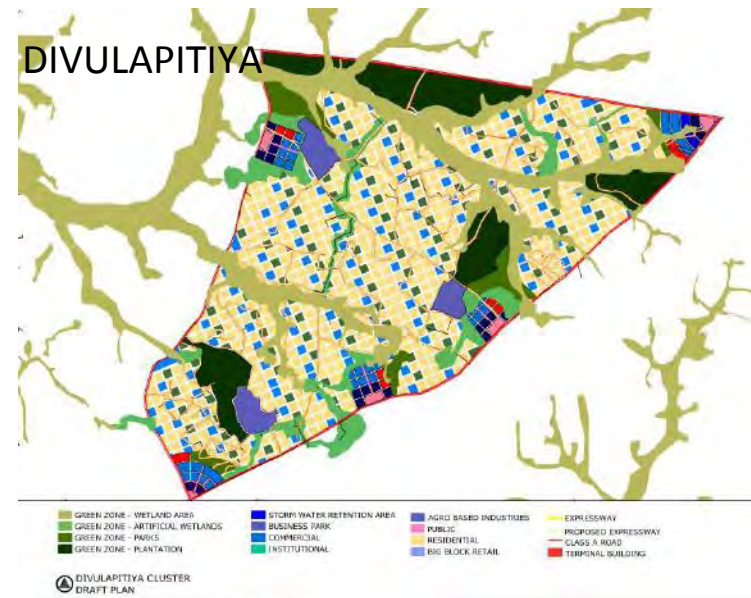 DIVULAPITIYA
GREEN ZONE - WETLAND AREA
GREEN ZONE - ARTIFICIAL WETLANDS
GREEN ZONE - PARKS
GREEN ZONE - PLANTATION
STORM WATER RETENTION AREA
BUSINESS PARK
COMMERCIAL
INSTITUTIONAL
AGRO BASED INDUSTRIES
PUBLIC
RESIDENTIAL
BIG BLOCK RETAIL
EXPRESSWAY
PROPOSED EXPRESSWAY
CLASS A ROAD
TERMINAL BUILDING
DIVULAPITIYA CLUSTER
DRAFT PLAN